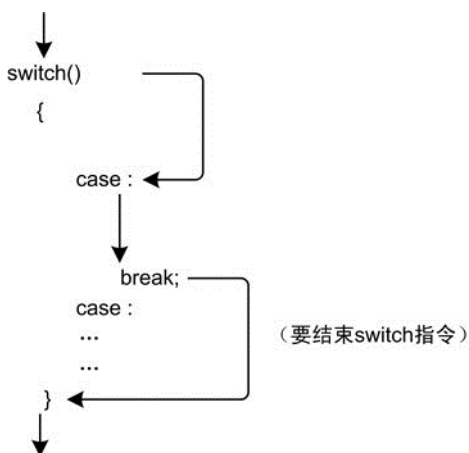 switch()
{
case :
break;
case :
...
（要结束switch指令）
...
}